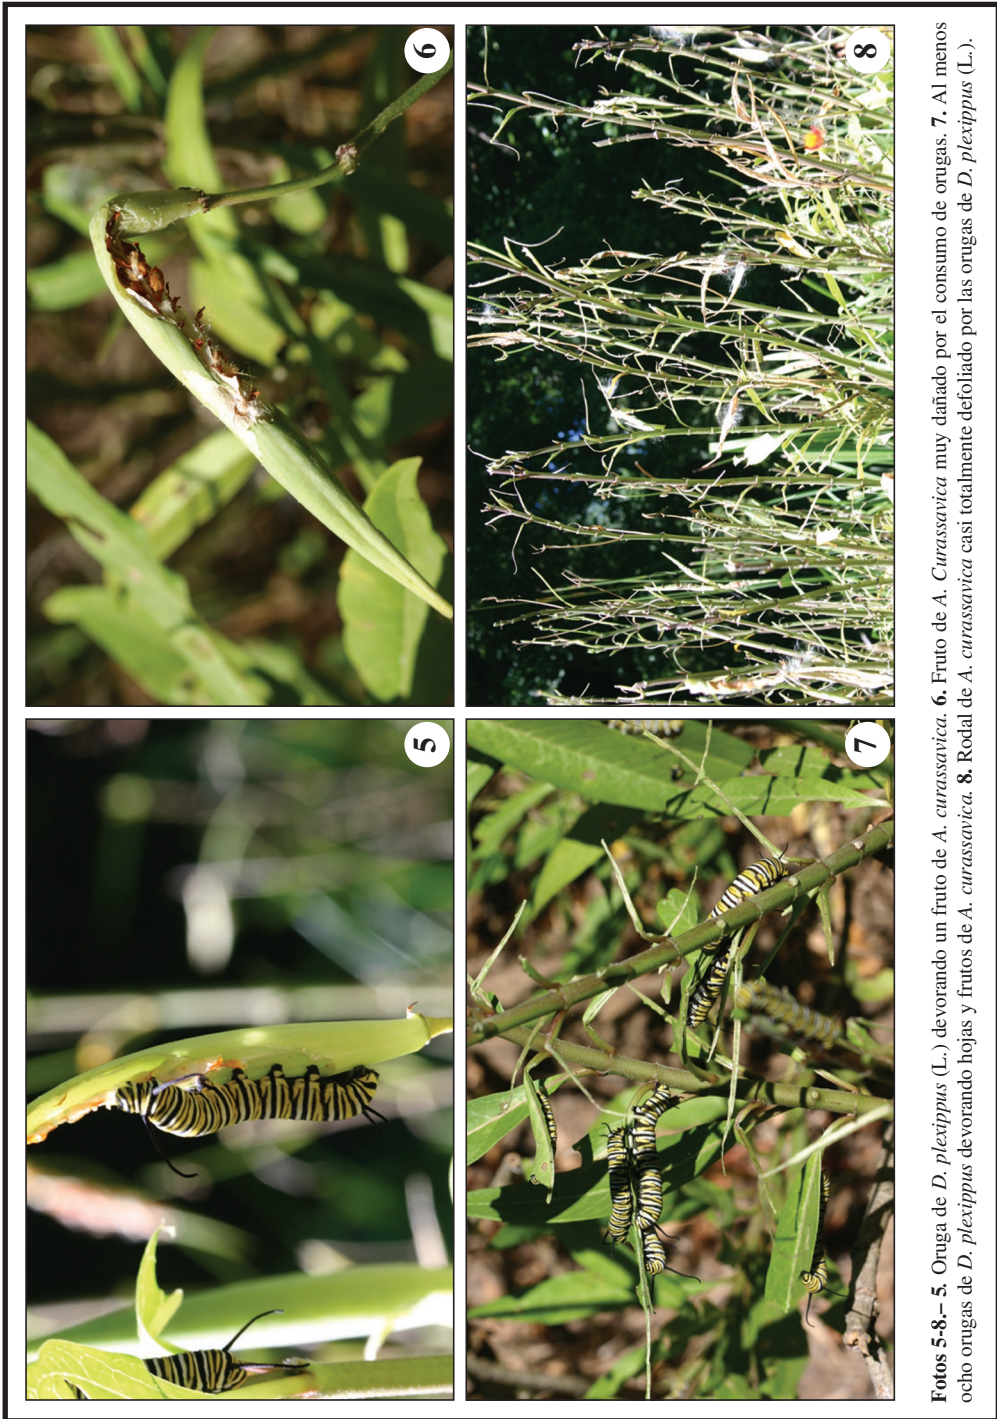 5
6
7
8
Fotos 5-8.– 5. Oruga de D. plexippus (L.) devorando un fruto de A. curassavica. 6. Fruto de A. Curassavica muy dañado por el consumo de orugas. 7. Al menos
ocho orugas de D. plexippus devorando hojas y frutos de A. curassavica. 8. Rodal de A. curassavica casi totalmente defoliado por las orugas de D. plexippus (L.).